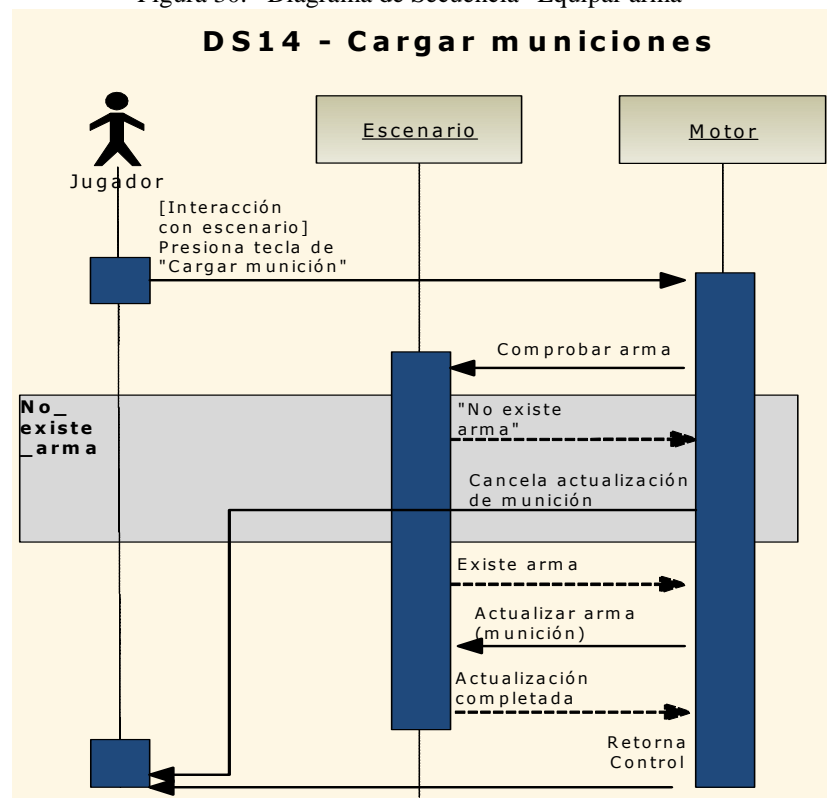 Figura 36. "Diagrama de Secuencia "Equipar arma"
DS14 - Cargar municiones
Escenario
Motor
Jugador
[Interacción
con escenario]
Presiona tecla de
"Cargar munición"
Comprobar arma
No_
existe
_arma
"No existe
arma"
Cancela actualización
de munición
Existe arma
Actualizar arma
(munición)
Actualización
completada
Retorna
Control